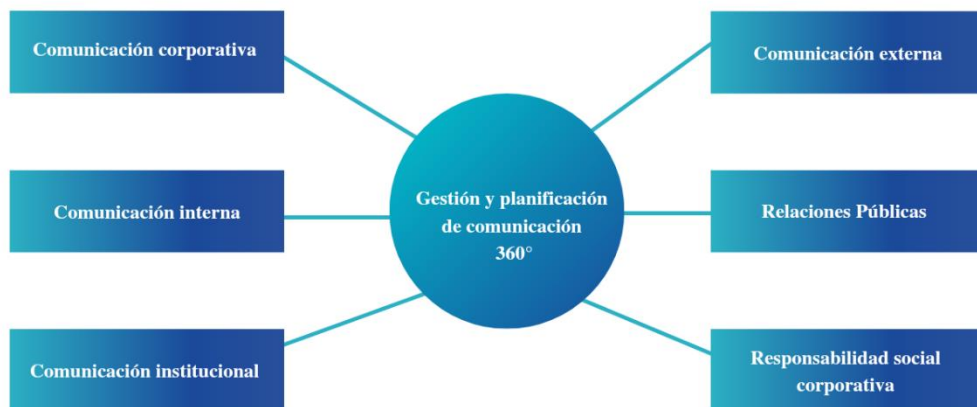 Comunicación corporativa
Comunicación externa
Comunicación interna
Gestión y planificación
de comunicación
360°
Relaciones Públicas
Comunicación institucional
Responsabilidad social
corporativa